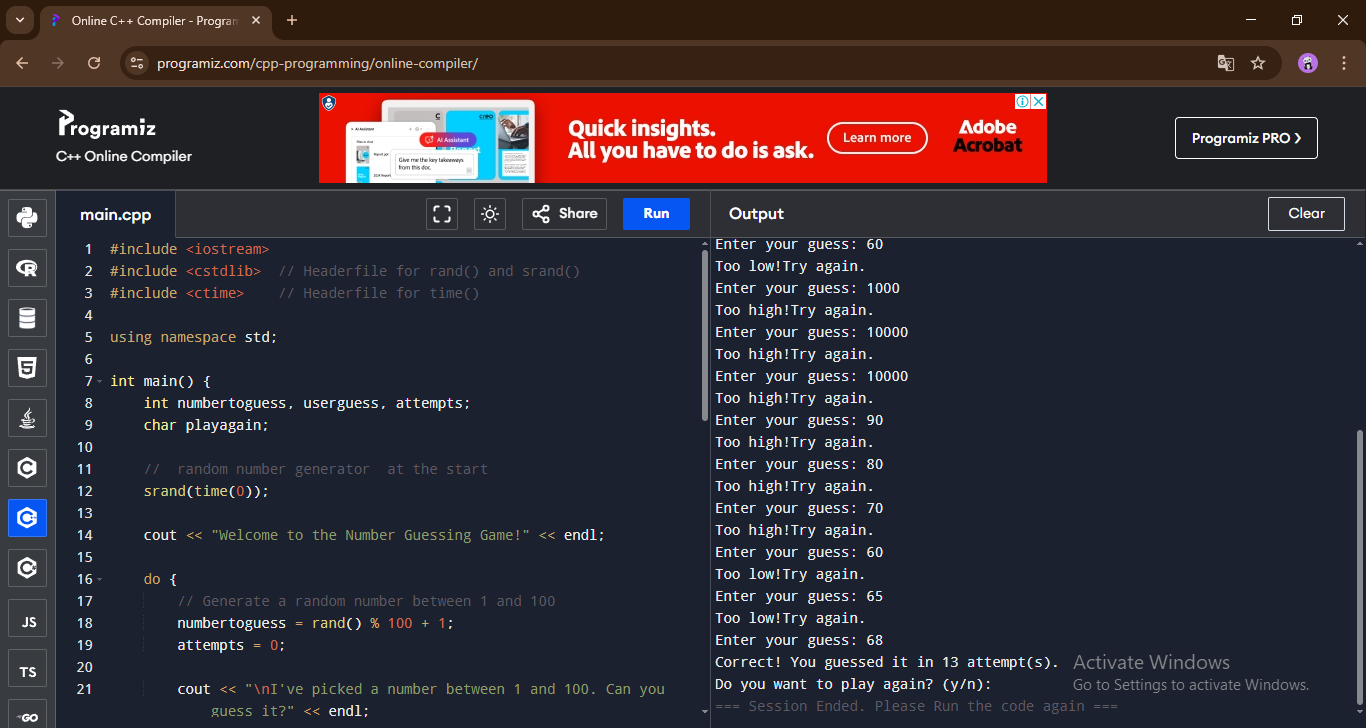 Online C++ Compiler - Program
programiz.com/cpp-programming/online-compiler/
Programiz
C++ Online Compiler
AI Assistant
AI Assistant
Give me the key takeaways
from this doc.
Quick insights.
All you have to do is ask.
Learn more
Adobe
Acrobat
Programiz PRO
main.cpp
Share
Run
Output
Clear
1 #include <iostream>
2 #include <cstdlib>  // Headerfile for rand() and srand()
3 #include <ctime>    // Headerfile for time()
4
5 using namespace std;
6
7 int main() {
8     int numbertoguess, userguess, attempts;
9     char playagain;
10
11     //  random number generator  at the start
12     srand(time(0));
13
14     cout << "Welcome to the Number Guessing Game!" << endl;
15
16     do {
17         // Generate a random number between 1 and 100
18         numbertoguess = rand() % 100 + 1;
19         attempts = 0;
20
21         cout << "\nI've picked a number between 1 and 100. Can you
guess it?" << endl;
JS
TS
GO
Enter your guess: 60
Too low!Try again.
Enter your guess: 1000
Too high!Try again.
Enter your guess: 10000
Too high!Try again.
Enter your guess: 10000
Too high!Try again.
Enter your guess: 90
Too high!Try again.
Enter your guess: 80
Too high!Try again.
Enter your guess: 70
Too high!Try again.
Enter your guess: 60
Too low!Try again.
Enter your guess: 65
Too low!Try again.
Enter your guess: 68
Correct! You guessed it in 13 attempt(s).
Do you want to play again? (y/n):
=== Session Ended. Please Run the code again ===
Activate Windows
Go to Settings to activate Windows.